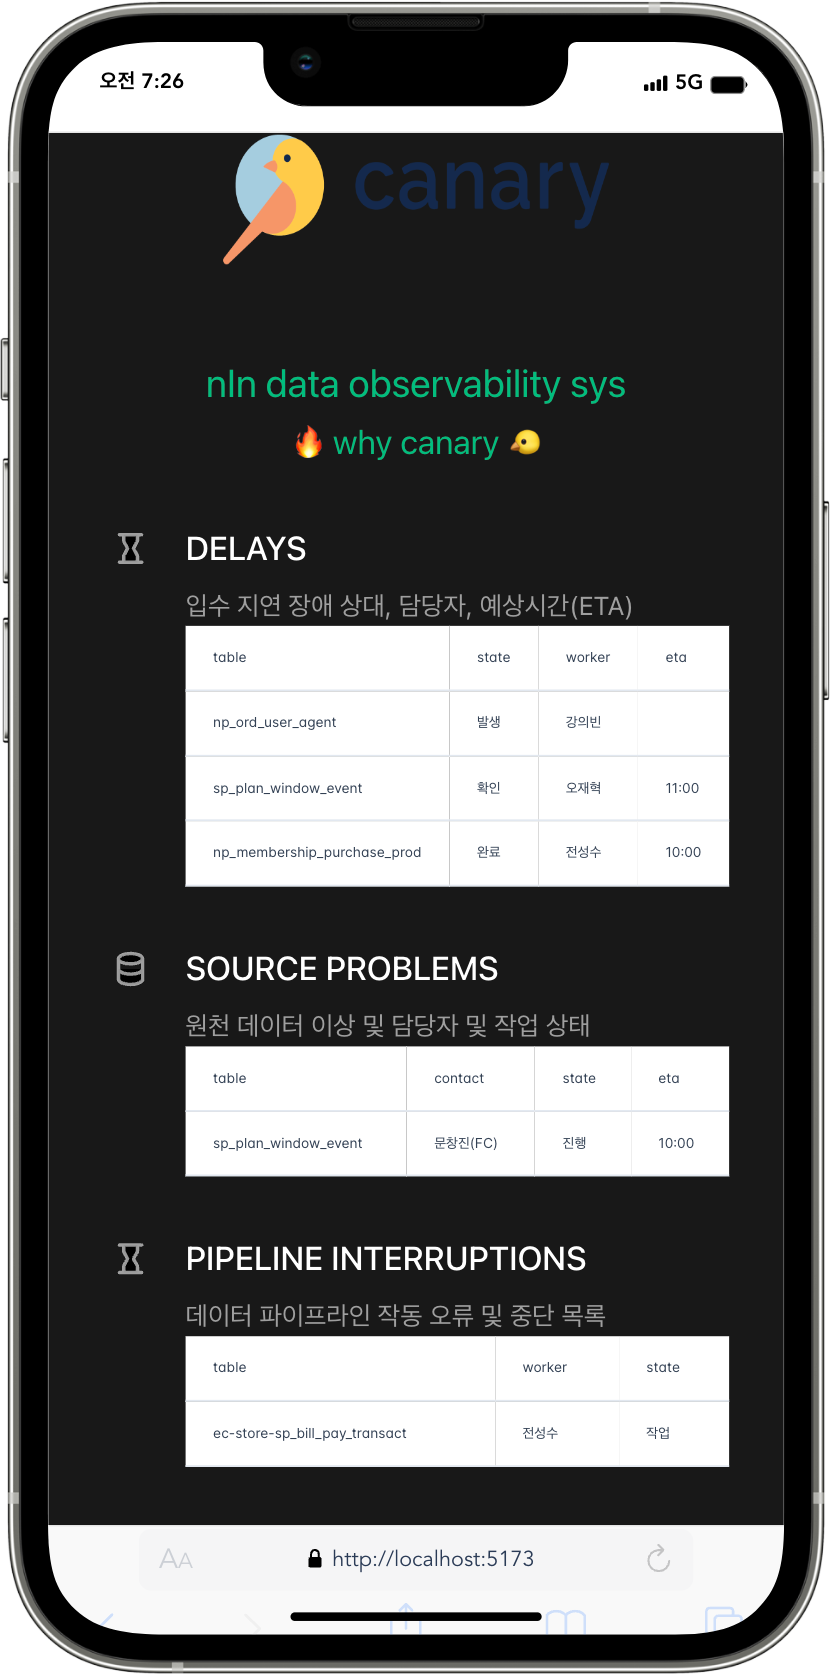 오전 7:26
5G
canary
nln data observability sys
🔥 why canary 🐤
DELAYS
입수 지연 장애 상대, 담당자, 예상시간(ETA)
table state worker eta
np_ord_user_agent 발생 강의빈
sp_plan_window_event 확인 오재혁 11:00
np_membership_purchase_prod 완료 전성수 10:00
SOURCE PROBLEMS
원천 데이터 이상 및 담당자 및 작업 상태
table contact state eta
sp_plan_window_event 문창진(FC) 진행 10:00
PIPELINE INTERRUPTIONS
데이터 파이프라인 작동 오류 및 중단 목록
table worker state
ec-store-sp_bill_pay_transact 전성수 작업
AA http://localhost:5173